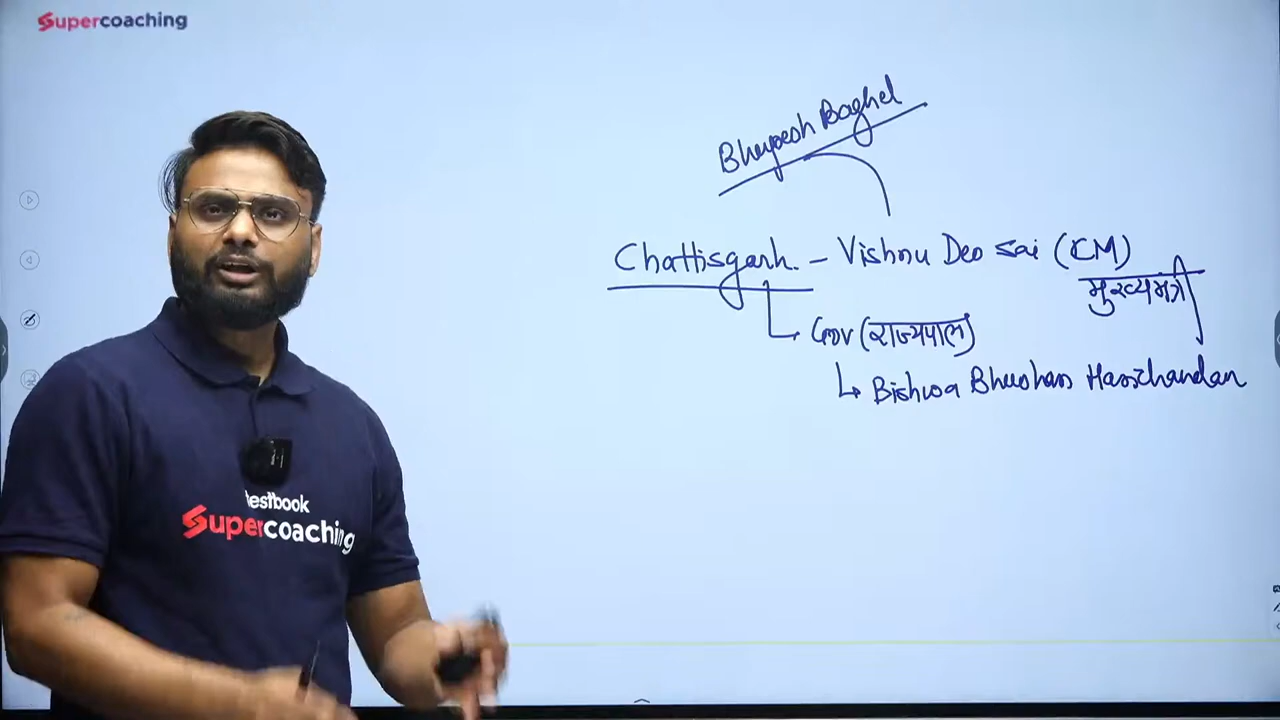 Supercoaching
Bhupesh Baghel
Chattisgarh. - Vishnu Deo Sai (CM)
मुख्यमंत्री
Gov (राज्यपाल)
Bishwa Bhushan Harichandan
testbook
Supercoaching